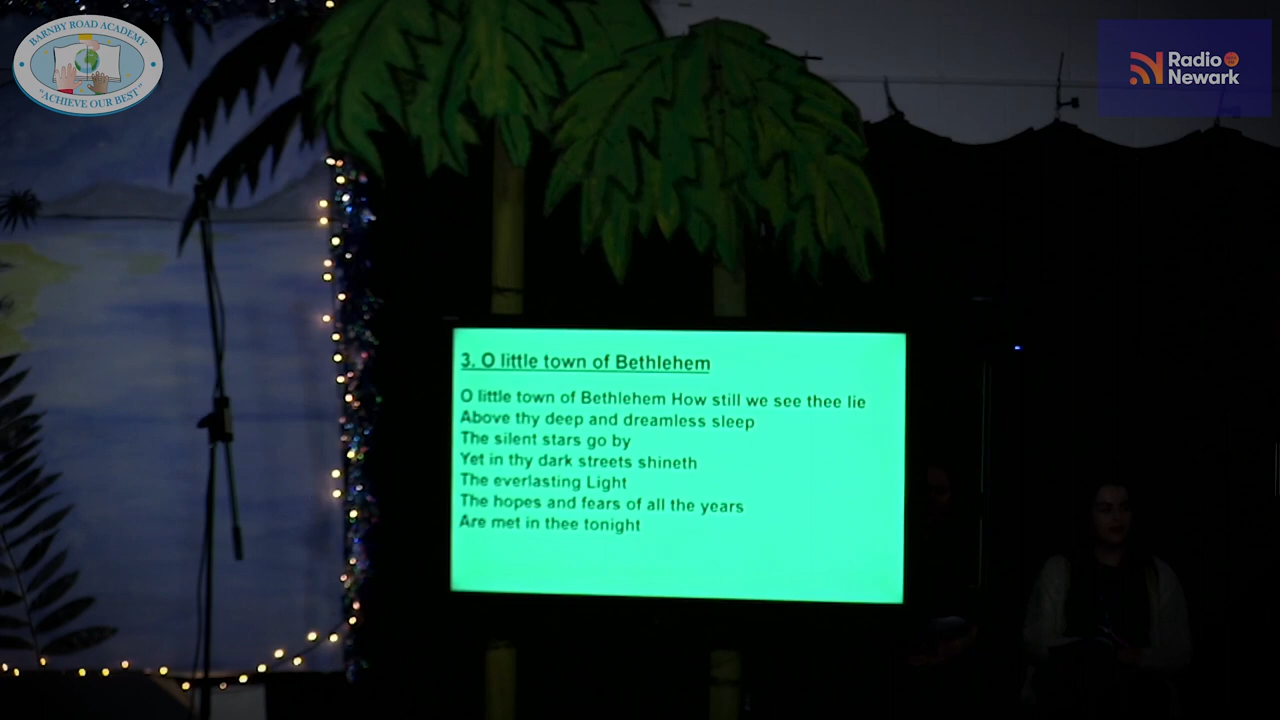 BARNBY ROAD ACADEMY
"ACHIEVE OUR BEST"
Radio
Newark
3. O little town of Bethlehem
O little town of Bethlehem How still we see thee lie
Above thy deep and dreamless sleep
The silent stars go by
Yet in thy dark streets shineth
The everlasting Light
The hopes and fears of all the years
Are met in thee tonight